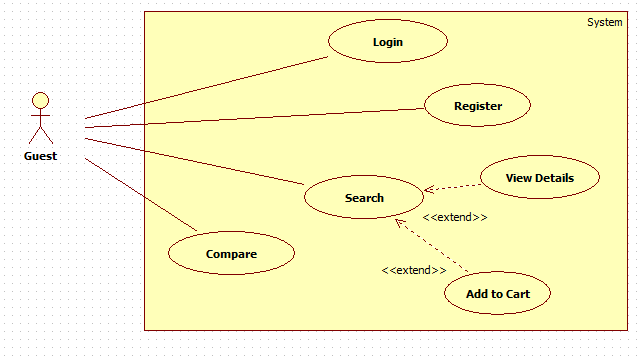 System
Login
Register
Guest
View Details
Search
<<extend>>
Compare
<<extend>>
Add to Cart